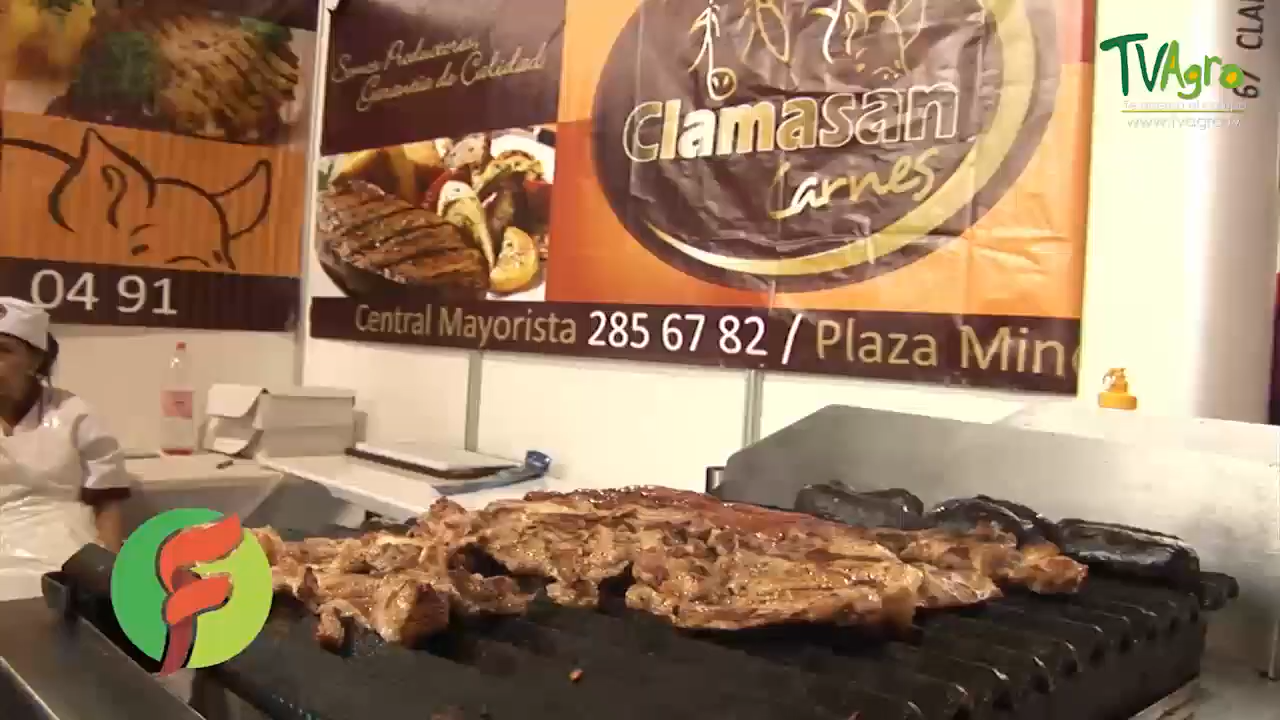 Somos Productores,
Garantía de Calidad
Clamasan
Carnes
04 91
Central Mayorista 285 67 82 / Plaza Min
TVAgro
www.tvagro.tv
67 CLA
F